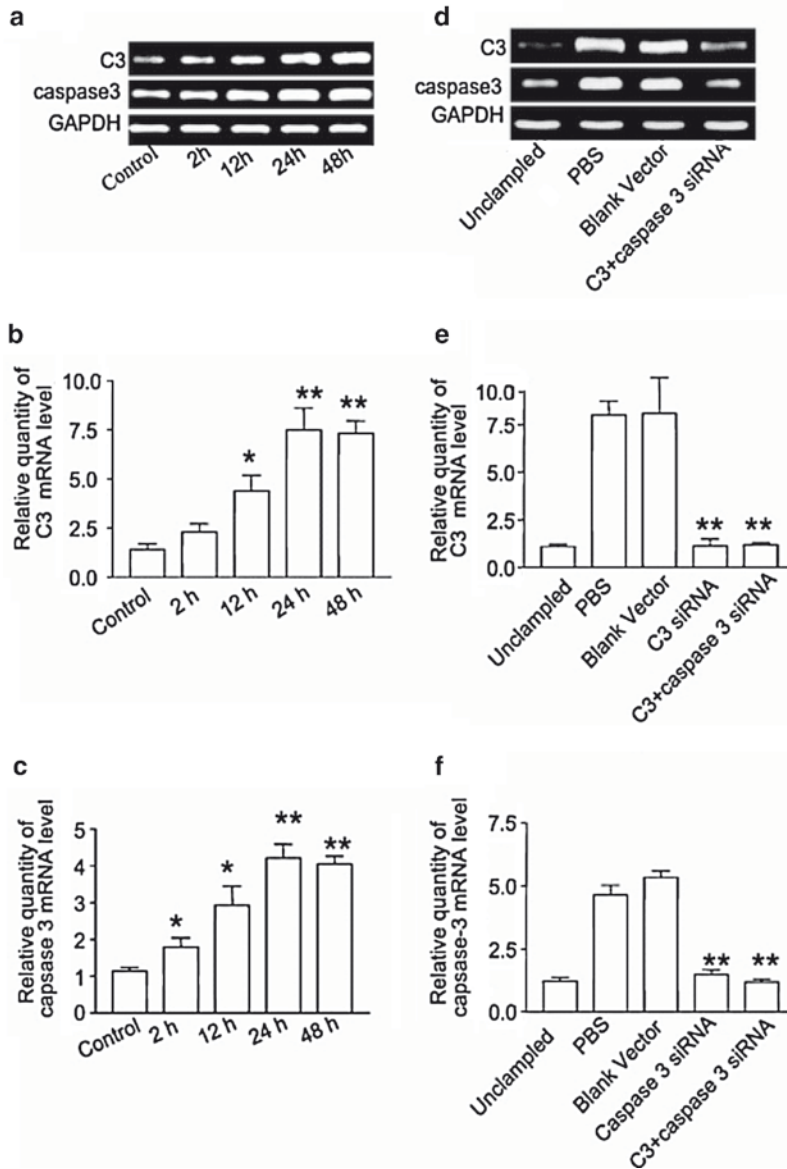 a
C3
caspase3
GAPDH
Control
2h
12h
24h
48h
d
C3
caspase3
GAPDH
Unclamped
PBS
Blank Vector
C3+caspase 3 siRNA
b
Relative quantity of
C3 mRNA level
10.0
7.5
5.0
2.5
0.0
*
**
**
Control
2 h
12 h
24 h
48 h
e
Relative quantity of
C3 mRNA level
10.0
7.5
2.5
0.0
**
**
Unclamped
PBS
Blank Vector
C3 siRNA
C3+caspase 3 siRNA
c
Relative quantity of
capsase 3 mRNA level
5
4
3
2
1
0
*
*
**
**
Control
2 h
12 h
24 h
48 h
f
Relative quantity of
capsase-3 mRNA level
7.5
5.0
2.5
0.0
**
**
Unclamped
PBS
Blank Vector
Caspase 3 siRNA
C3+caspase 3 siRNA